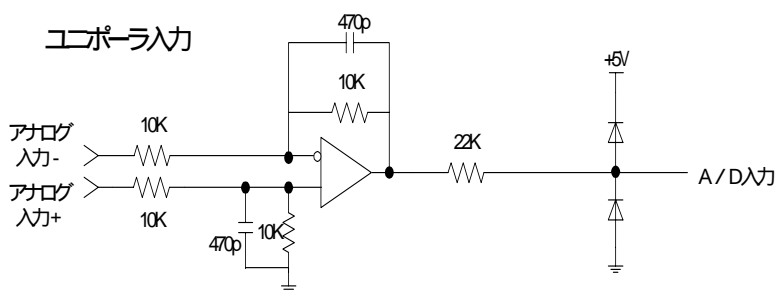 ユニポーラ入力
470p
10K
+5V
アナログ
入力-
10K
22K
アナログ
入力+
10K
A/D入力
470p
10K